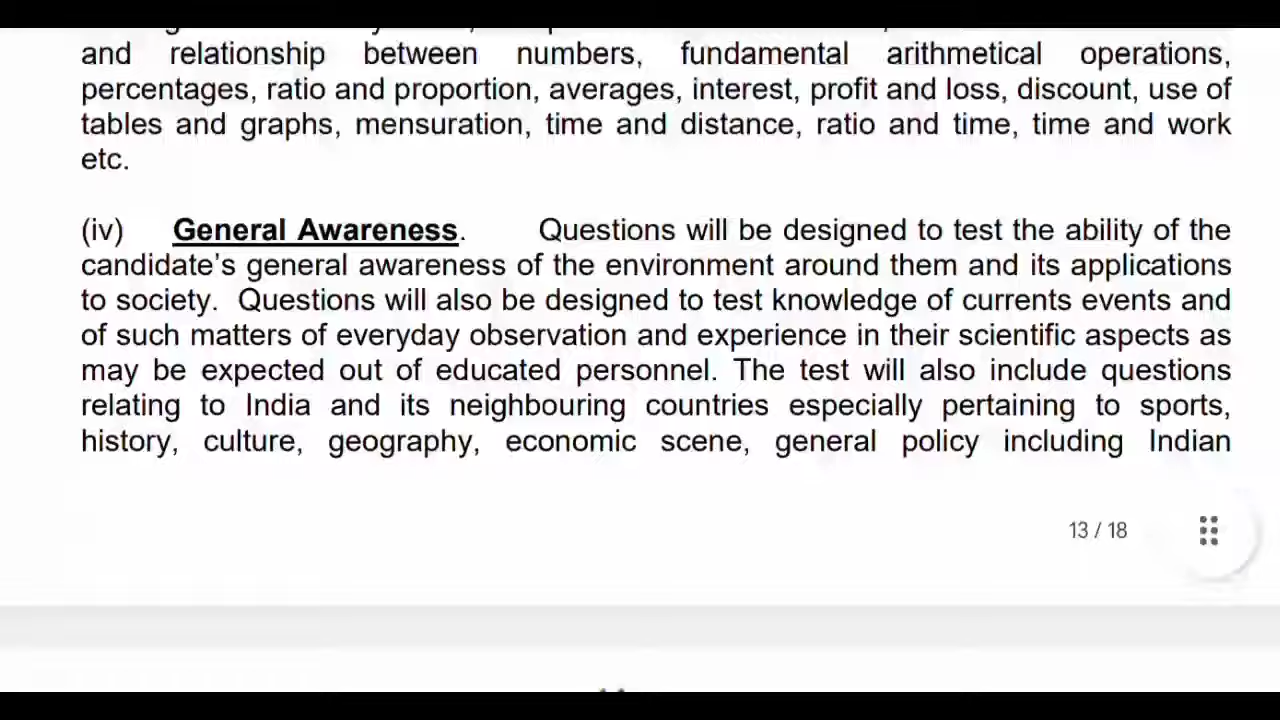 and relationship between numbers, fundamental arithmetical operations,
percentages, ratio and proportion, averages, interest, profit and loss, discount, use of
tables and graphs, mensuration, time and distance, ratio and time, time and work
etc.
(iv) General Awareness. Questions will be designed to test the ability of the
candidate's general awareness of the environment around them and its applications
to society. Questions will also be designed to test knowledge of currents events and
of such matters of everyday observation and experience in their scientific aspects as
may be expected out of educated personnel. The test will also include questions
relating to India and its neighbouring countries especially pertaining to sports,
history, culture, geography, economic scene, general policy including Indian
13 / 18